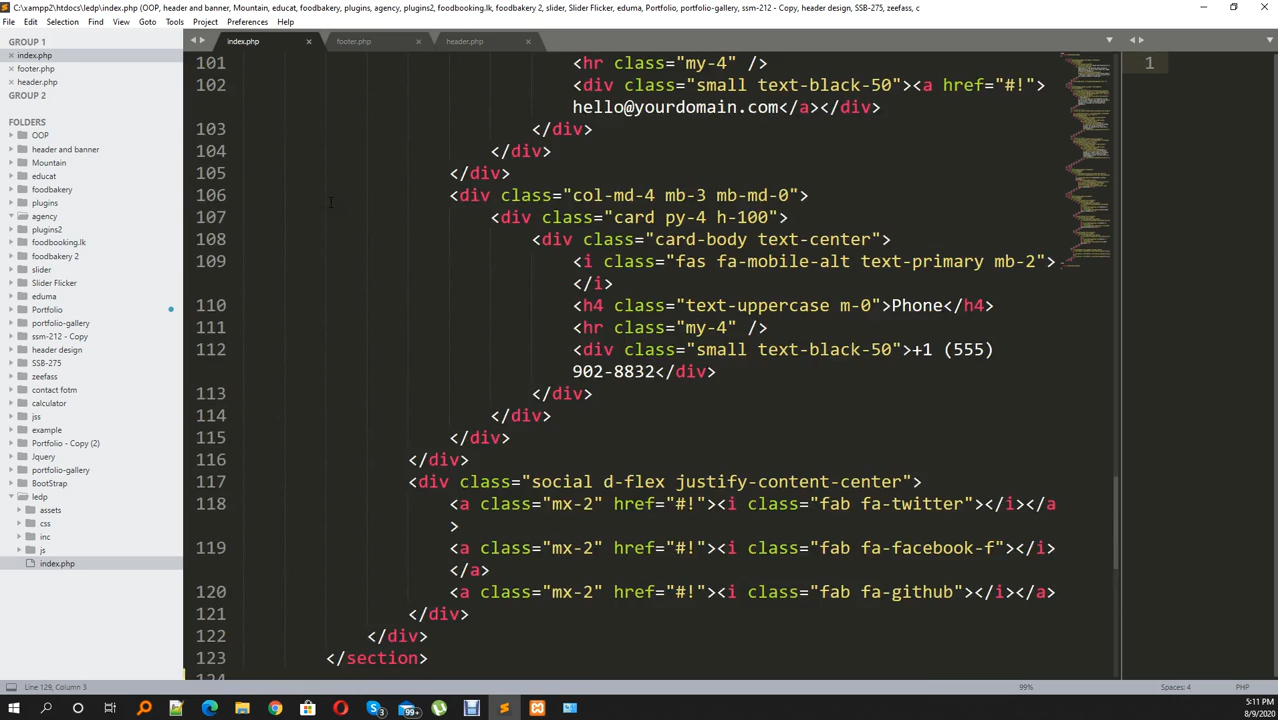 C:\xampp2\htdocs\ledp\index.php (OOP, header and banner, Mountain, educat, foodbakery, plugins, agency, plugins2, foodbooking.lk, foodbakery 2, slider, Slider Flicker, eduma, Portfolio, portfolio-gallery, ssm-212 - Copy, header design, SSB-275, zeefass, c
File Edit Selection Find View Goto Tools Project Preferences Help
GROUP 1
index.php
footer.php
header.php
GROUP 2
FOLDERS
OOP
header and banner
Mountain
educat
foodbakery
plugins
agency
plugins2
foodbooking.lk
foodbakery 2
slider
Slider Flicker
eduma
Portfolio
portfolio-gallery
ssm-212 - Copy
header design
SSB-275
zeefass
contact fotm
calculator
jss
example
Portfolio - Copy (2)
Jquery
portfolio-gallery
BootStrap
ledp
assets
css
inc
js
index.php
index.php footer.php header.php
101 <hr class="my-4" />
102 <div class="small text-black-50"><a href="#!">
hello@yourdomain.com</a></div>
103 </div>
104 </div>
105 </div>
106 <div class="col-md-4 mb-3 mb-md-0">
107 <div class="card py-4 h-100">
108 <div class="card-body text-center">
109 <i class="fas fa-mobile-alt text-primary mb-2">
</i>
110 <h4 class="text-uppercase m-0">Phone</h4>
111 <hr class="my-4" />
112 <div class="small text-black-50">+1 (555)
902-8832</div>
113 </div>
114 </div>
115 </div>
116 </div>
117 <div class="social d-flex justify-content-center">
118 <a class="mx-2" href="#!"><i class="fab fa-twitter"></i></a
>
119 <a class="mx-2" href="#!"><i class="fab fa-facebook-f"></i>
</a>
120 <a class="mx-2" href="#!"><i class="fab fa-github"></i></a>
121 </div>
122 </div>
123 </section>
1
Line 129, Column 3
99%
Spaces: 4
PHP
3
99+
5:11 PM
8/9/2020